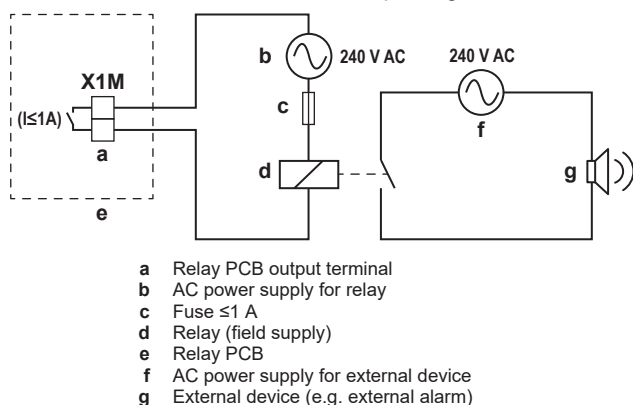 b
240 V AC
240 V AC
X1M
c
f
(I≤1A)
a
d
g
e
a Relay PCB output terminal
b AC power supply for relay
c Fuse ≤1 A
d Relay (field supply)
e Relay PCB
f AC power supply for external device
g External device (e.g. external alarm)